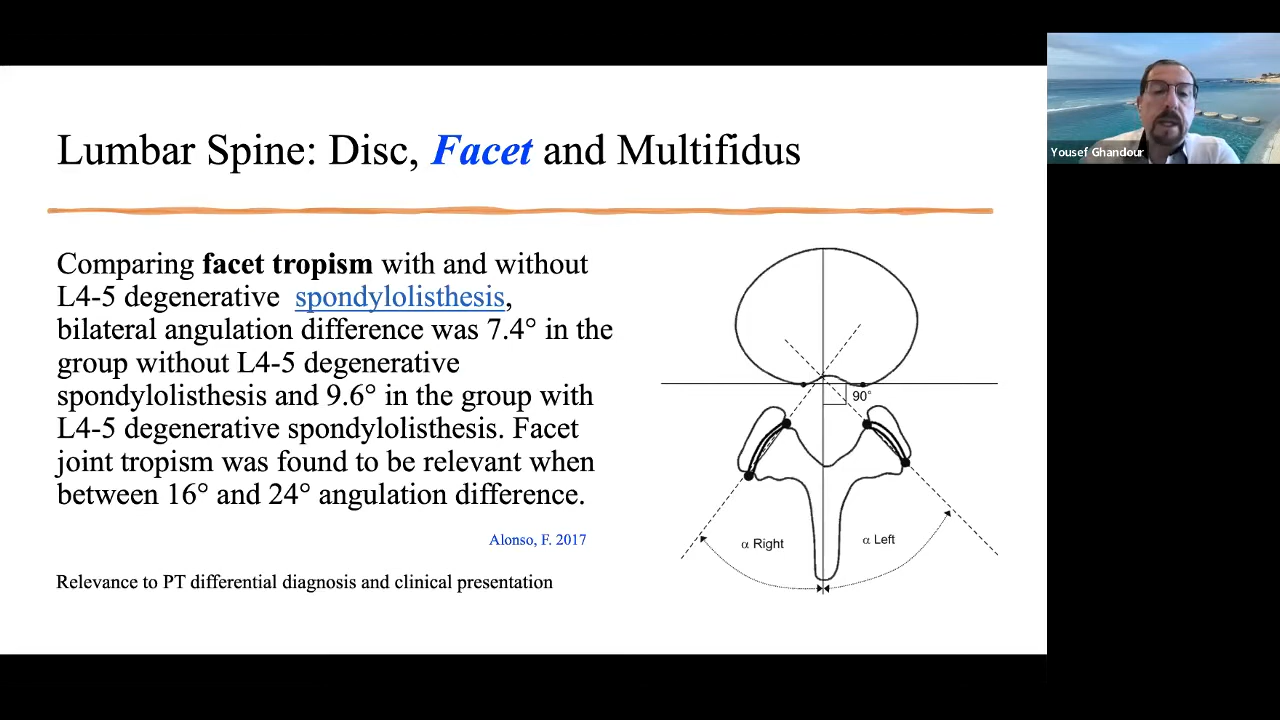 Lumbar Spine: Disc, Facet and Multifidus
Comparing facet tropism with and without
L4-5 degenerative spondylolisthesis,
bilateral angulation difference was 7.4° in the
group without L4-5 degenerative
spondylolisthesis and 9.6° in the group with
L4-5 degenerative spondylolisthesis. Facet
joint tropism was found to be relevant when
between 16° and 24° angulation difference.
Alonso, F. 2017
Relevance to PT differential diagnosis and clinical presentation
90°
α Right
α Left
Yousef Ghandour